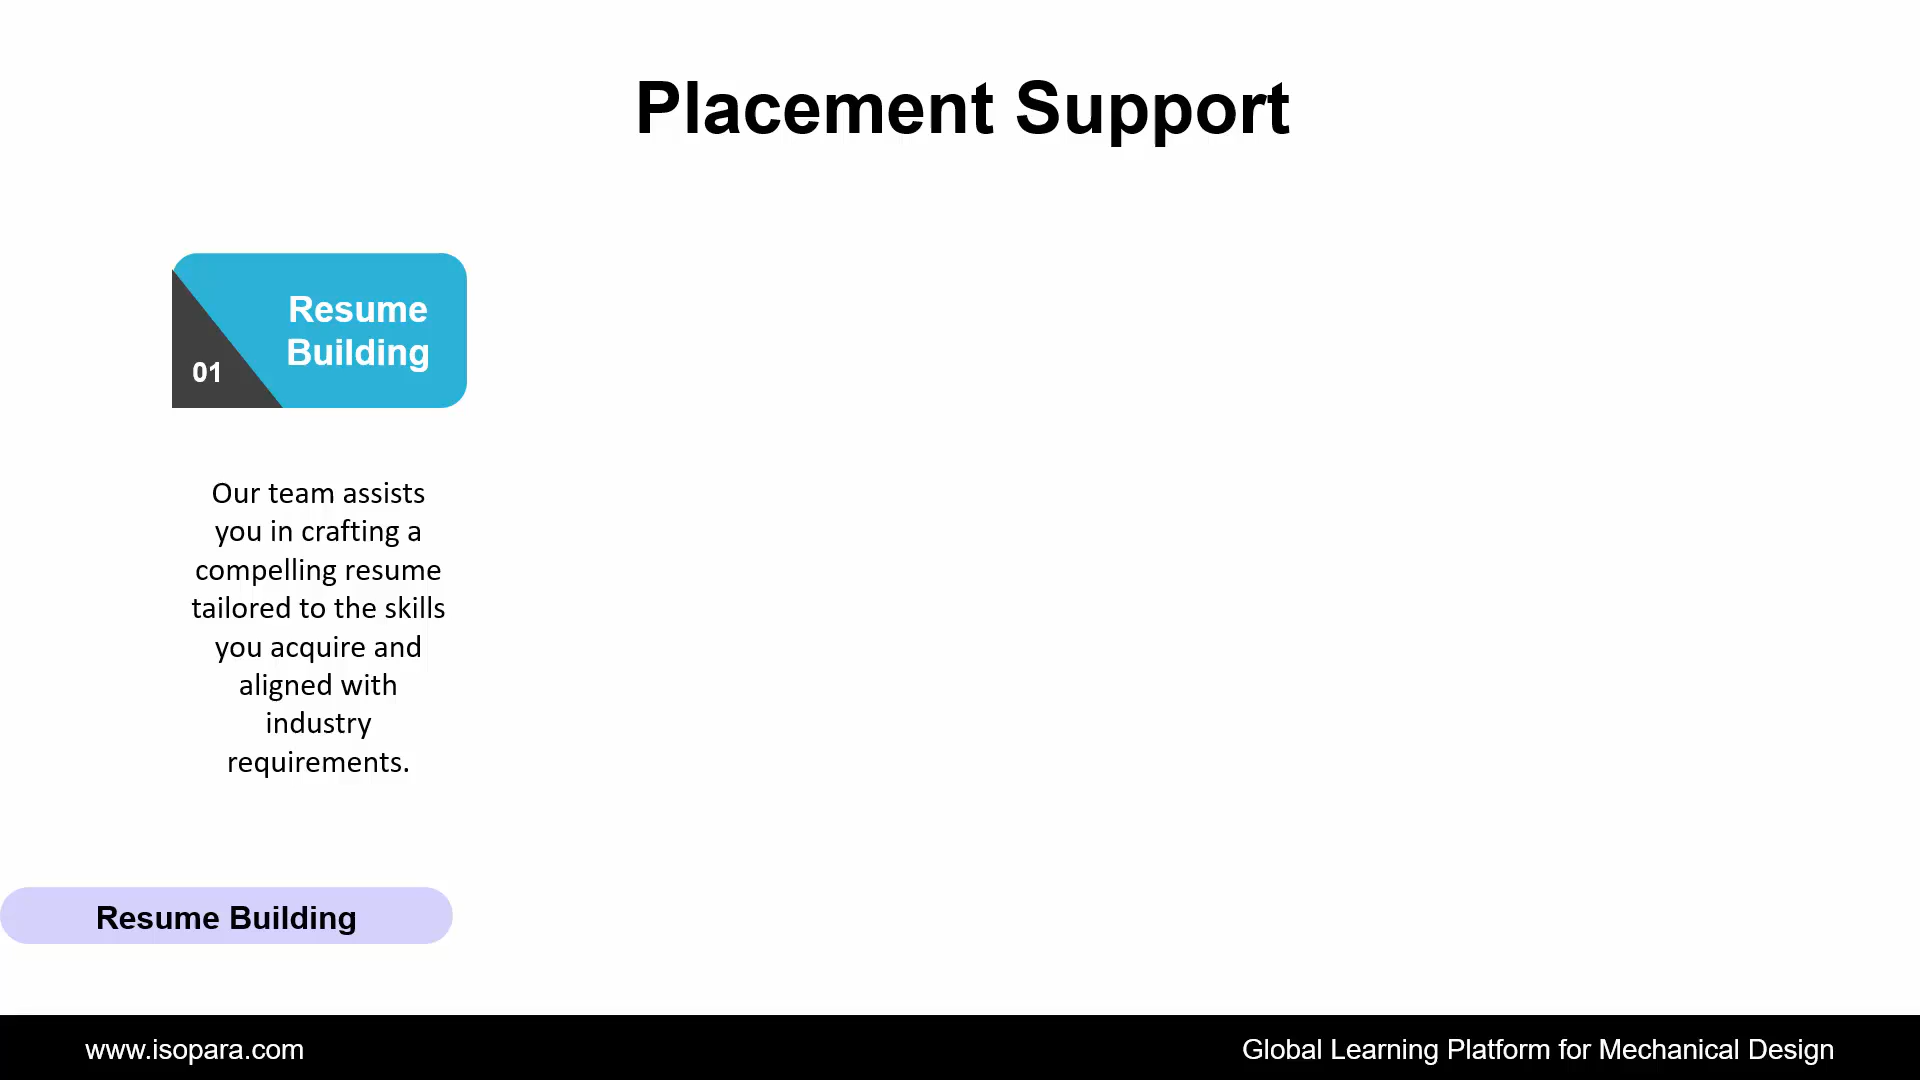 Placement Support
Resume
Building
01
Our team assists
you in crafting a
compelling resume
tailored to the skills
you acquire and
aligned with
industry
requirements.
Resume Building
www.isopara.com
Global Learning Platform for Mechanical Design